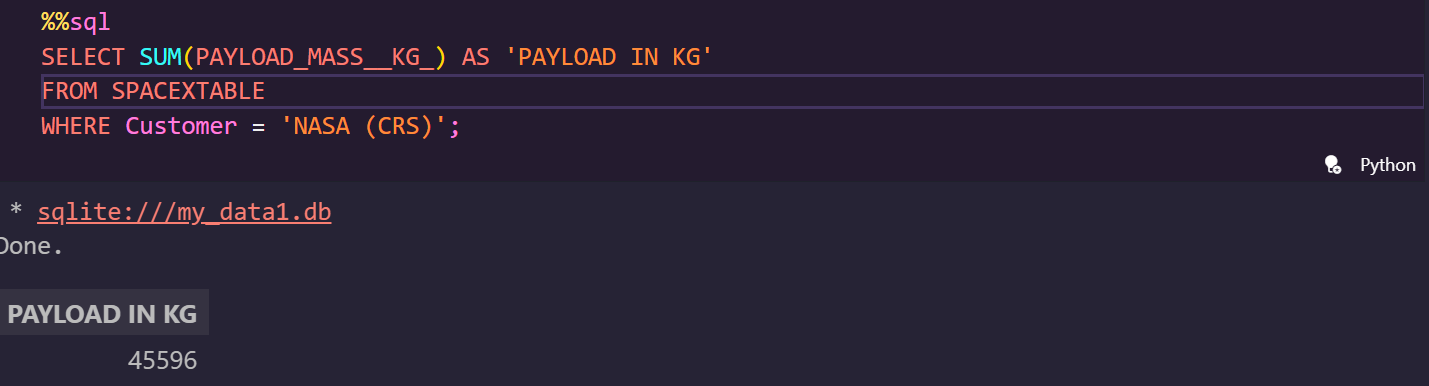 %%sql
SELECT SUM(PAYLOAD_MASS__KG_) AS 'PAYLOAD IN KG'
FROM SPACEXTABLE
WHERE Customer = 'NASA (CRS)';
Python
* sqlite:///my_data1.db
Done.
PAYLOAD IN KG
45596